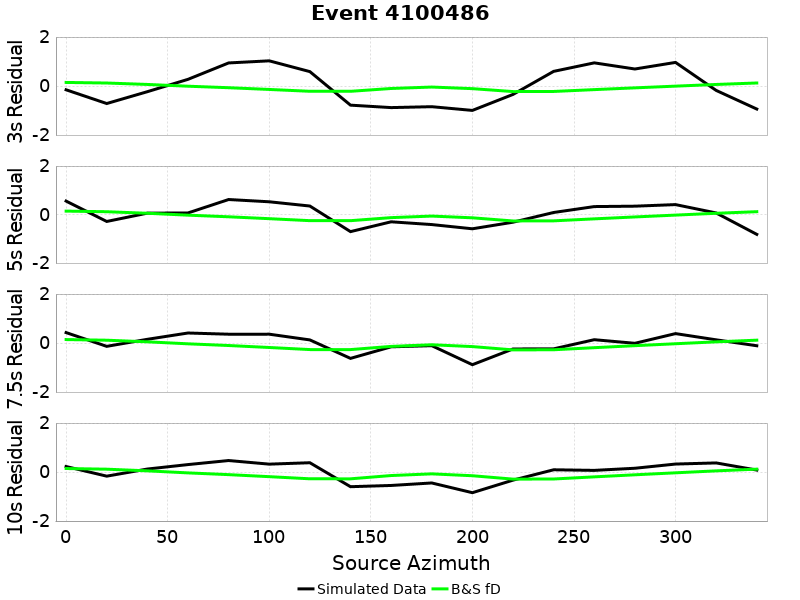 Event 4100486
3s Residual
2
0
-2
5s Residual
2
0
-2
7.5s Residual
2
0
-2
10s Residual
2
0
-2
0 50 100 150 200 250 300
Source Azimuth
Simulated Data B&S fD